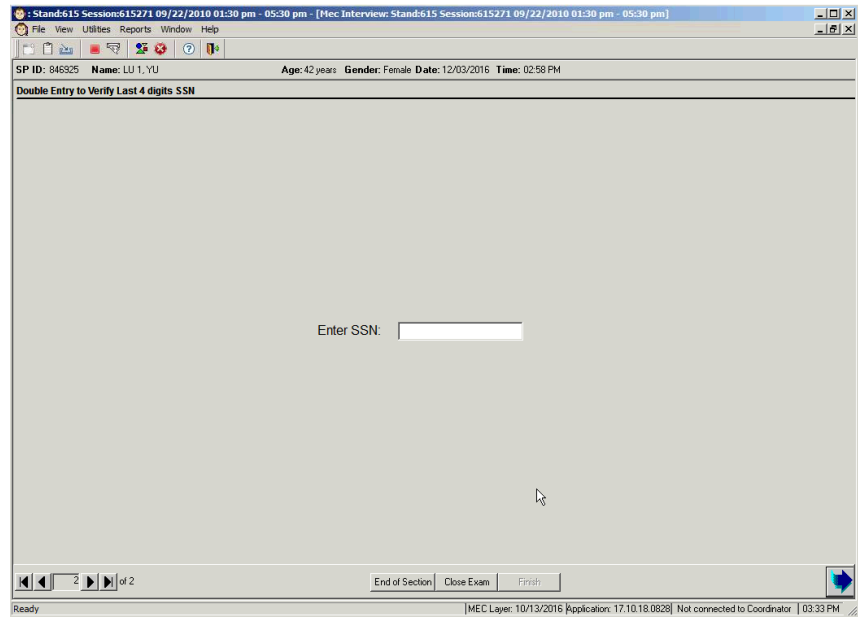 : Stand:615 Session:615271 09/22/2010 01:30 pm - 05:30 pm - [Mec Interview: Stand:615 Session:615271 09/22/2010 01:30 pm - 05:30 pm]
File View Utilities Reports Window Help
SP ID: 846925 Name: LU 1, YU Age: 42 years Gender: Female Date: 12/03/2016 Time: 02:58 PM
Double Entry to Verify Last 4 digits SSN
Enter SSN:
2 of 2 End of Section Close Exam Finish
Ready MEC Layer: 10/13/2016 Application: 17.10.18.0828 Not connected to Coordinator 03:33 PM